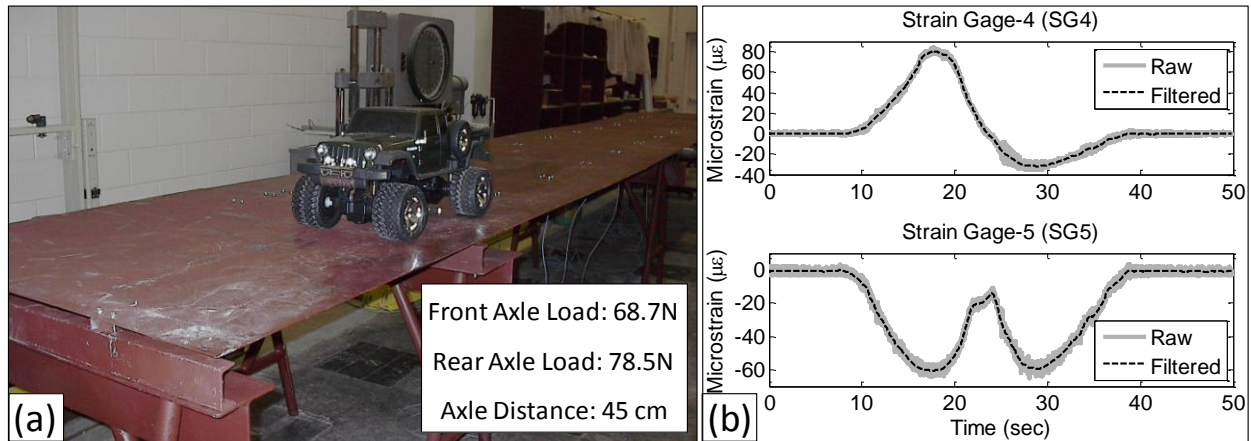 Front Axle Load: 68.7N
Rear Axle Load: 78.5N
Axle Distance: 45 cm
(a)
Strain Gage-4 (SG4)
Microstrain (με)
80
60
40
20
0
-20
-40
Raw
Filtered
0 10 20 30 40 50
Strain Gage-5 (SG5)
Microstrain (με)
0
-20
-40
-60
Raw
Filtered
0 10 20 30 40 50
Time (sec)
(b)